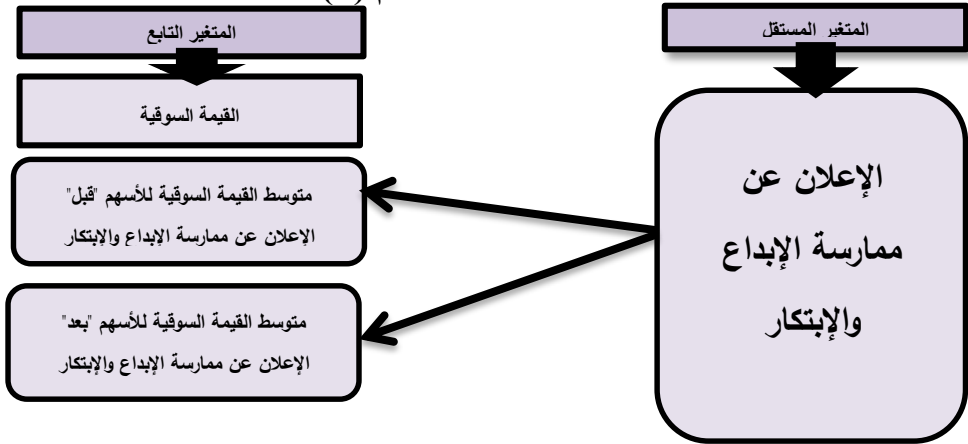 المتغير المستقل
الإعلان عن
ممارسة الإبداع
والإبتكار
المتغير التابع
القيمة السوقية
متوسط القيمة السوقية للأسهم "قبل"
الإعلان عن ممارسة الإبداع والإبتكار
متوسط القيمة السوقية للأسهم "بعد"
الإعلان عن ممارسة الإبداع والإبتكار